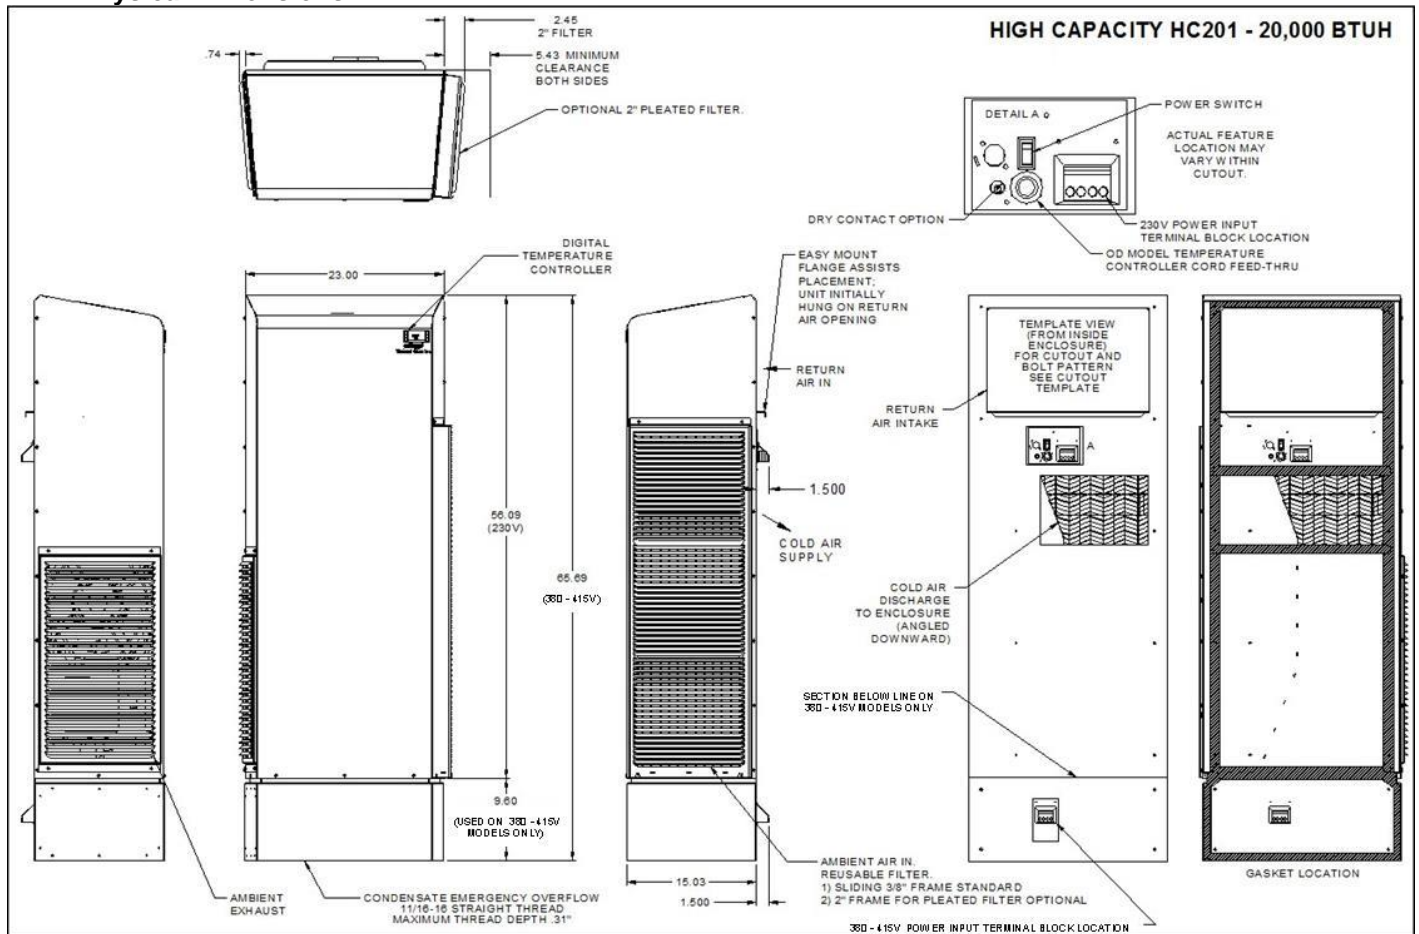 HIGH CAPACITY HC201 - 20,000 BTUH
2.45
2" FILTER
.74
5.43 MINIMUM
CLEARANCE
BOTH SIDES
OPTIONAL 2" PLEATED FILTER.
DETAIL A
POWER SWITCH
ACTUAL FEATURE
LOCATION MAY
VARY WITHIN
CUTOUT.
DRY CONTACT OPTION
230V POWER INPUT
TERMINAL BLOCK LOCATION
OD MODEL TEMPERATURE
CONTROLLER CORD FEED-THRU
DIGITAL
TEMPERATURE
CONTROLLER
23.00
EASY MOUNT
FLANGE ASSISTS
PLACEMENT;
UNIT INITIALLY
HUNG ON RETURN
AIR OPENING
RETURN
AIR IN
TEMPLATE VIEW
(FROM INSIDE
ENCLOSURE)
FOR CUTOUT AND
BOLT PATTERN
SEE CUTOUT
TEMPLATE
RETURN
AIR INTAKE
A
1.500
56.09
(230V)
COLD AIR
SUPPLY
65.69
(380 - 415V)
COLD AIR
DISCHARGE
TO ENCLOSURE
(ANGLED
DOWNWARD)
SECTION BELOW LINE ON
380 - 415V MODELS ONLY
9.60
(USED ON 380 - 415V
MODELS ONLY)
AMBIENT
EXHAUST
CONDENSATE EMERGENCY OVERFLOW
11/16-16 STRAIGHT THREAD
MAXIMUM THREAD DEPTH .31"
15.03
1.500
AMBIENT AIR IN.
REUSABLE FILTER.
1) SLIDING 3/8" FRAME STANDARD
2) 2" FRAME FOR PLEATED FILTER OPTIONAL
380 - 415V POWER INPUT TERMINAL BLOCK LOCATION
GASKET LOCATION